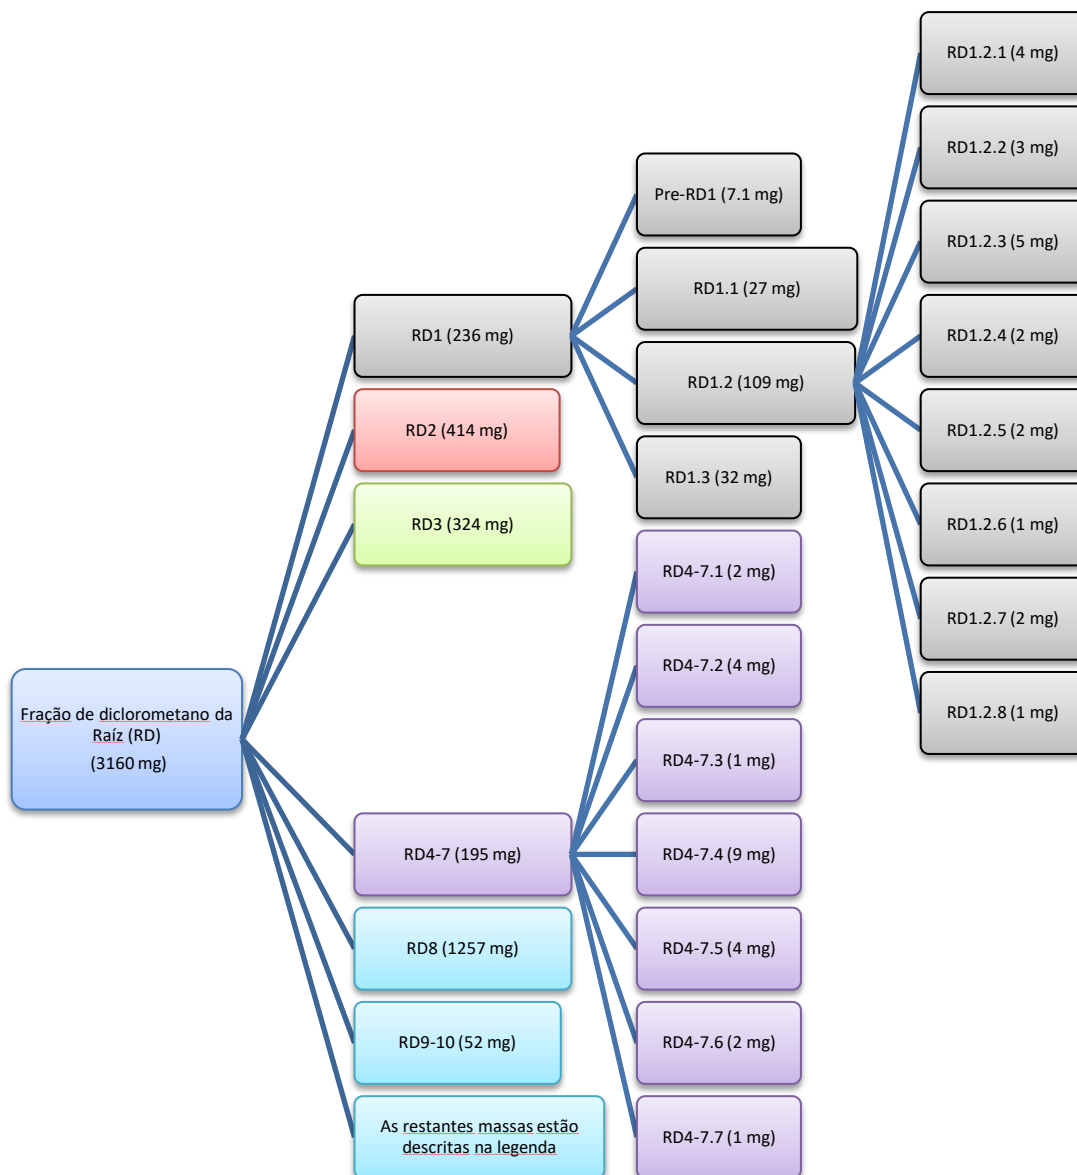 Fração de diclorometano da
Raíz (RD)
(3160 mg)
RD1 (236 mg)
RD2 (414 mg)
RD3 (324 mg)
RD4-7 (195 mg)
RD8 (1257 mg)
RD9-10 (52 mg)
As restantes massas estão
descritas na legenda
Pre-RD1 (7.1 mg)
RD1.1 (27 mg)
RD1.2 (109 mg)
RD1.3 (32 mg)
RD4-7.1 (2 mg)
RD4-7.2 (4 mg)
RD4-7.3 (1 mg)
RD4-7.4 (9 mg)
RD4-7.5 (4 mg)
RD4-7.6 (2 mg)
RD4-7.7 (1 mg)
RD1.2.1 (4 mg)
RD1.2.2 (3 mg)
RD1.2.3 (5 mg)
RD1.2.4 (2 mg)
RD1.2.5 (2 mg)
RD1.2.6 (1 mg)
RD1.2.7 (2 mg)
RD1.2.8 (1 mg)